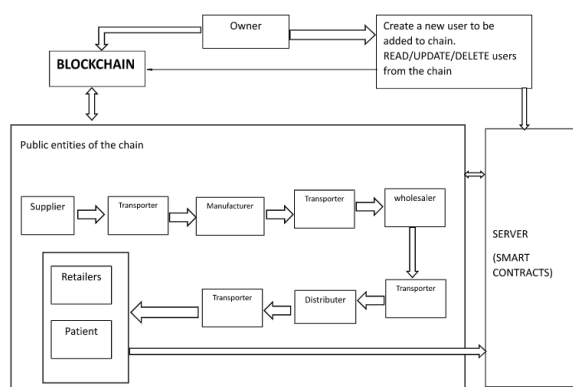 Owner
Create a new user to be
added to chain.
READ/UPDATE/DELETE users
from the chain
BLOCKCHAIN
Public entities of the chain
Supplier
Transporter
Manufacturer
Transporter
wholesaler
SERVER
(SMART
CONTRACTS)
Retailers
Patient
Transporter
Distributer
Transporter